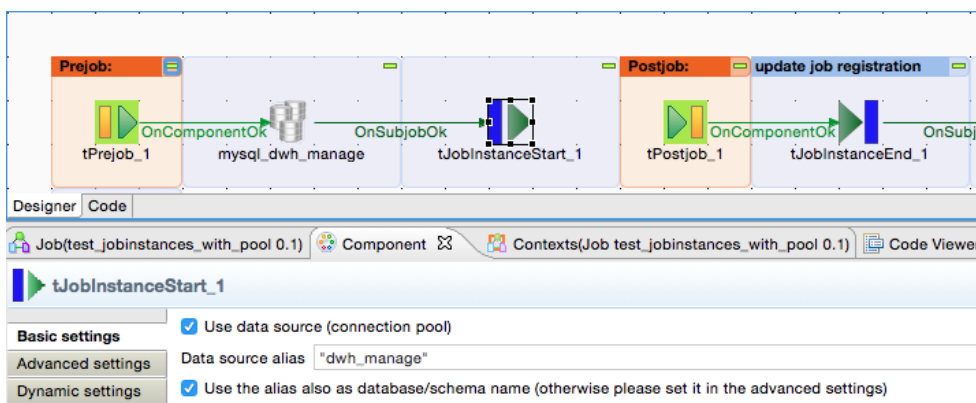 Prejob:
Postjob:
update job registration
OnComponentOk
OnSubjobOk
OnComponentOk
OnSubj
tPrejob_1
mysql_dwh_manage
tJobInstanceStart_1
tPostjob_1
tJobInstanceEnd_1
Designer
Code
Job(test_jobinstances_with_pool 0.1)
Component
Contexts(Job test_jobinstances_with_pool 0.1)
Code Viewer
tJobInstanceStart_1
Basic settings
Use data source (connection pool)
Advanced settings
Data source alias
"dwh_manage"
Dynamic settings
Use the alias also as database/schema name (otherwise please set it in the advanced settings)